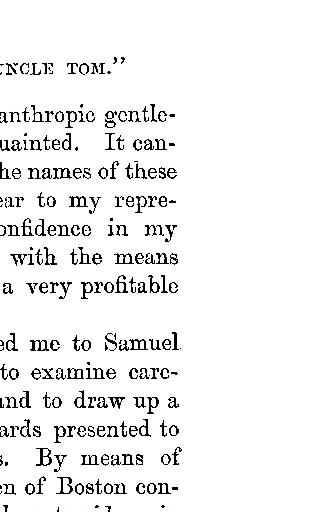 UNCLE TOM."
anthropic gentle-
uainted. It can-
he names of these
ear to my repre-
onfidence in my
with the means
a very profitable
ed me to Samuel
to examine care-
and to draw up a
ards presented to
s. By means of
en of Boston con-